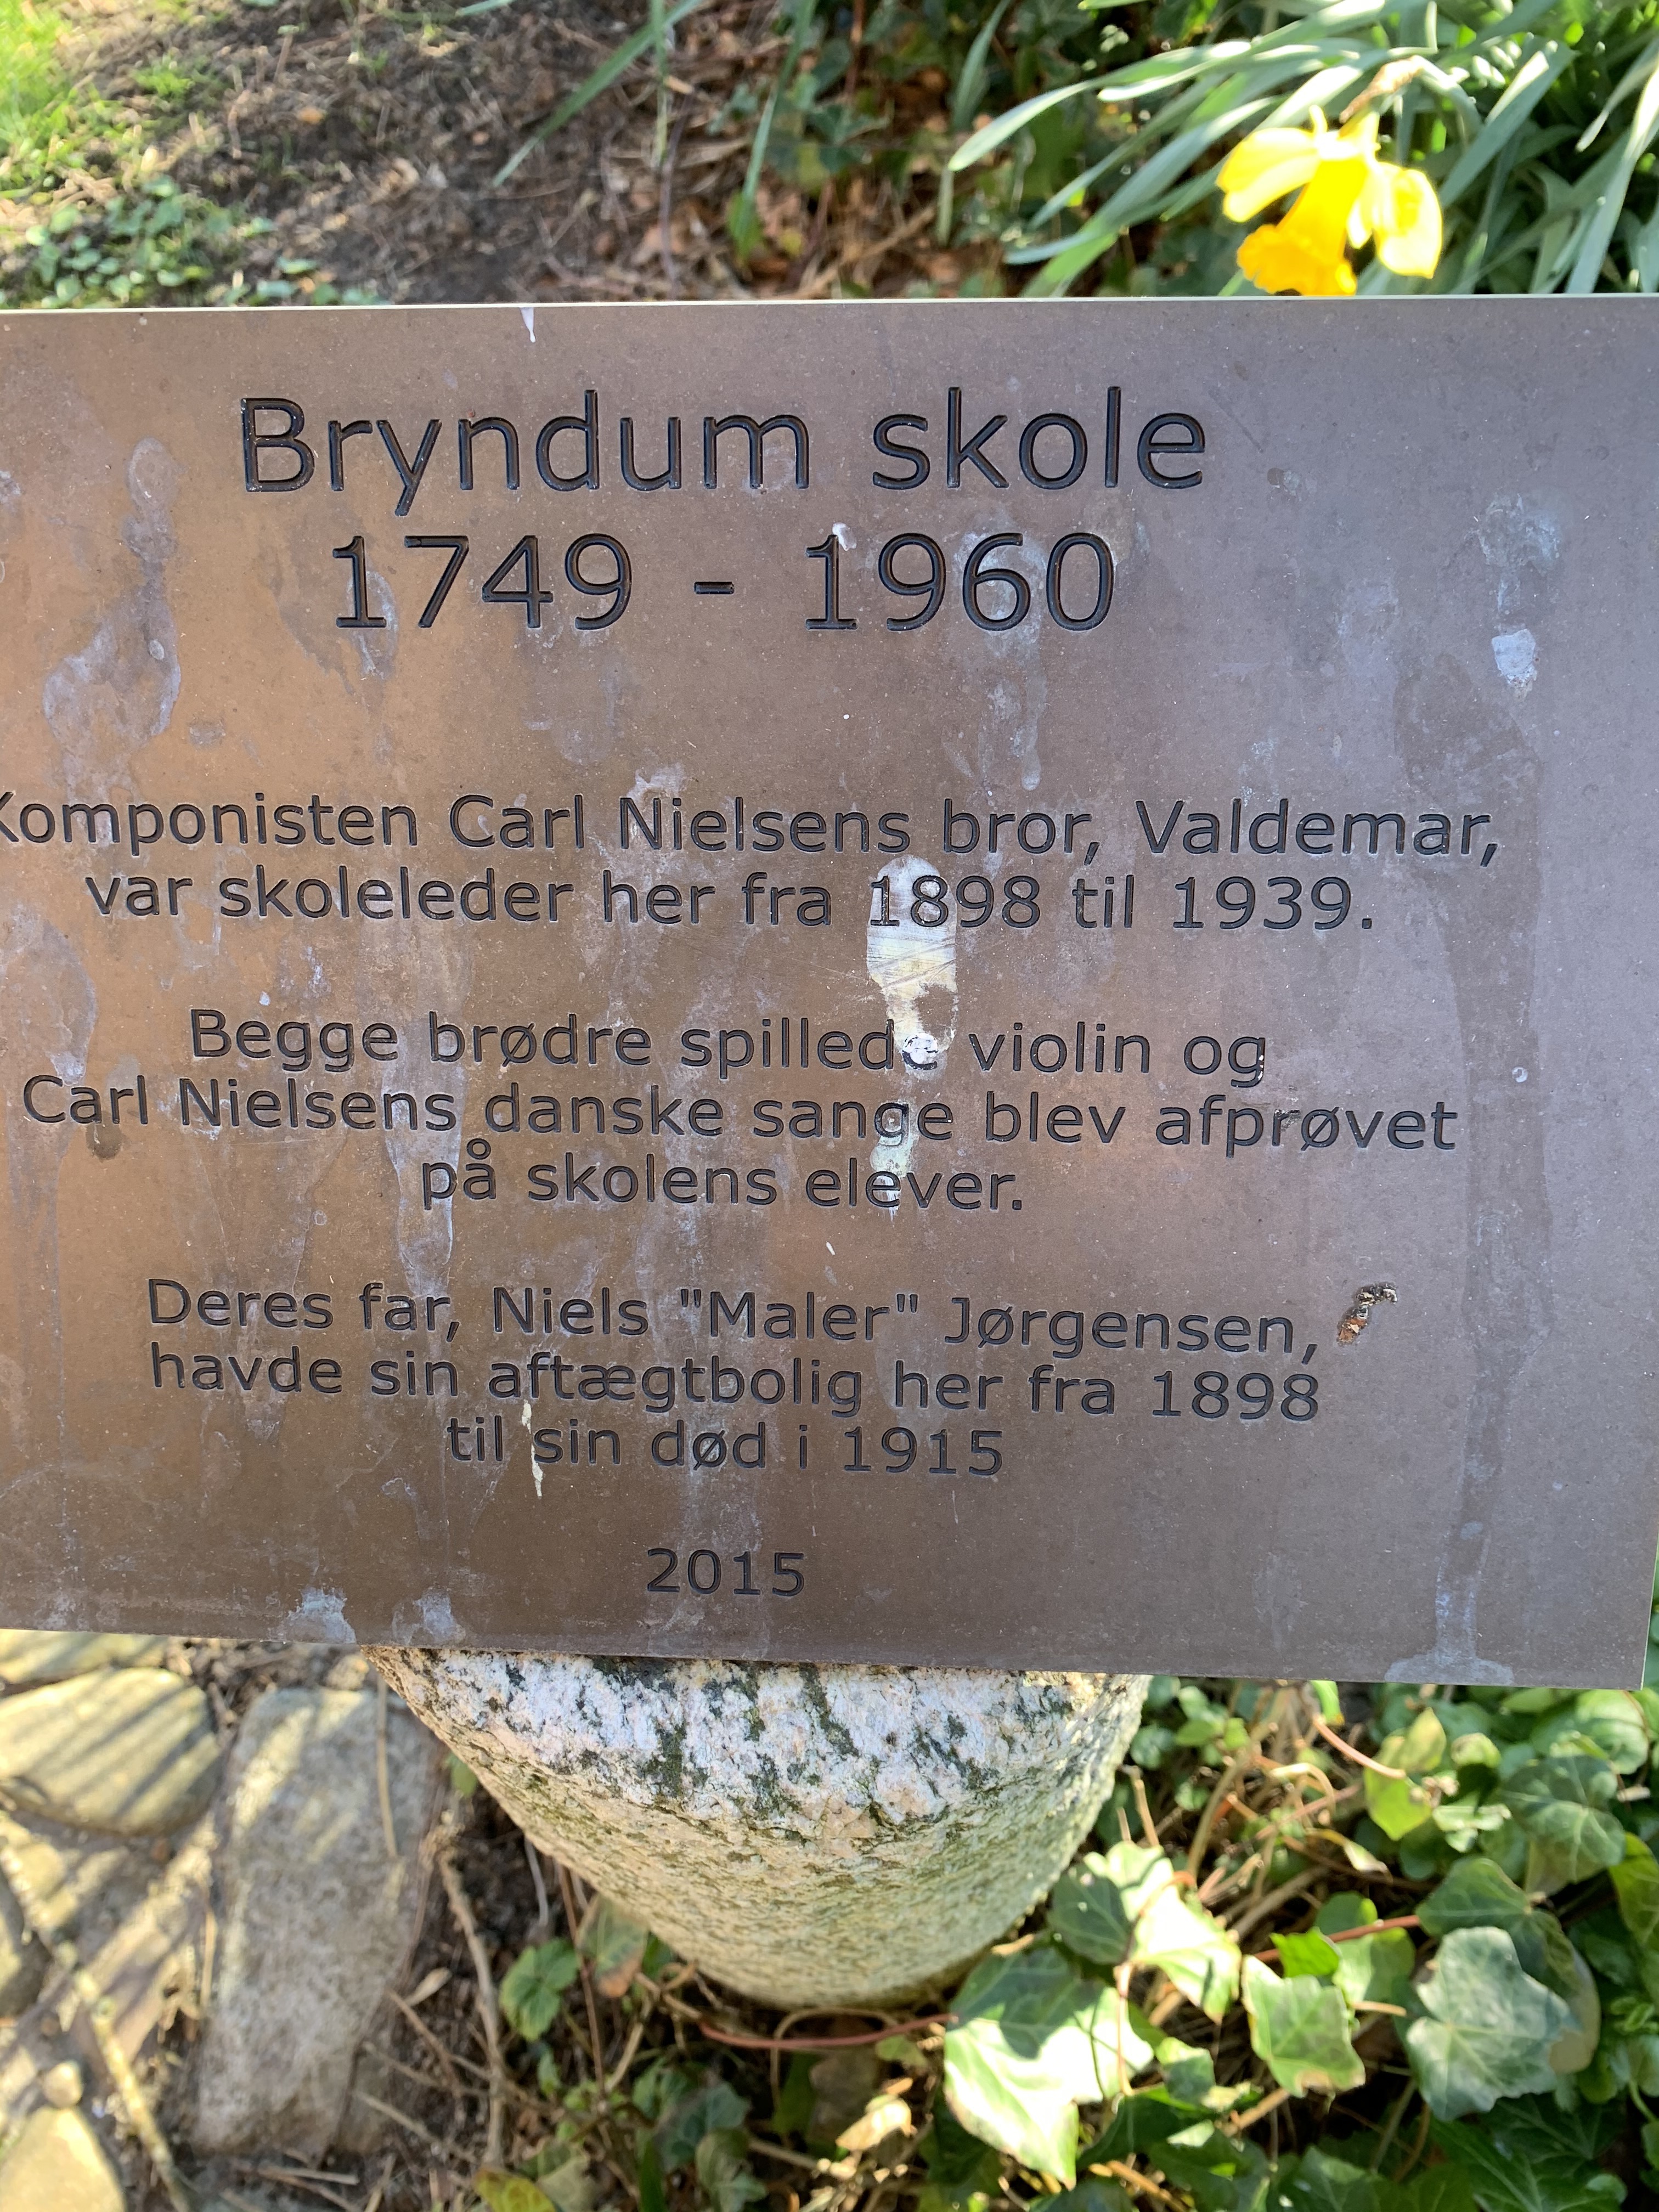 Bryndum skole
1749 - 1960
Komponisten Carl Nielsens bror, Valdemar,
var skoleleder her fra 1898 til 1939.
Begge brødre spillede violin og
Carl Nielsens danske sange blev afprøvet
på skolens elever.
Deres far, Niels "Maler" Jørgensen,
havde sin aftægtbolig her fra 1898
til sin død i 1915
2015